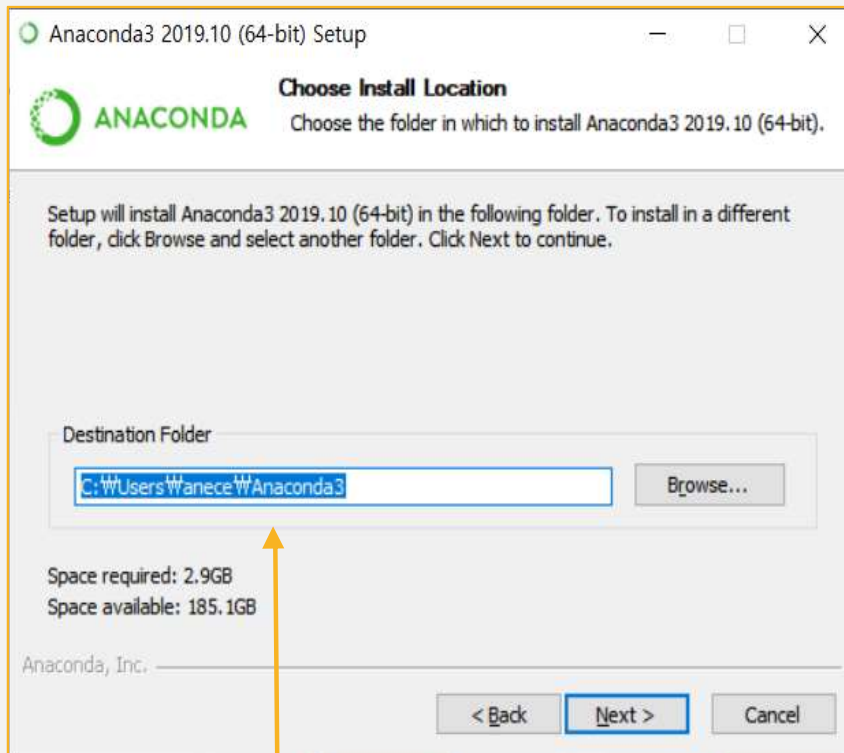 Anaconda3 2019.10 (64-bit) Setup
ANACONDA
Choose Install Location
Choose the folder in which to install Anaconda3 2019.10 (64-bit).
Setup will install Anaconda3 2019.10 (64-bit) in the following folder. To install in a different
folder, click Browse and select another folder. Click Next to continue.
Destination Folder
C:₩Users₩anece₩Anaconda3
Browse...
Space required: 2.9GB
Space available: 185.1GB
Anaconda, Inc.
< Back
Next >
Cancel